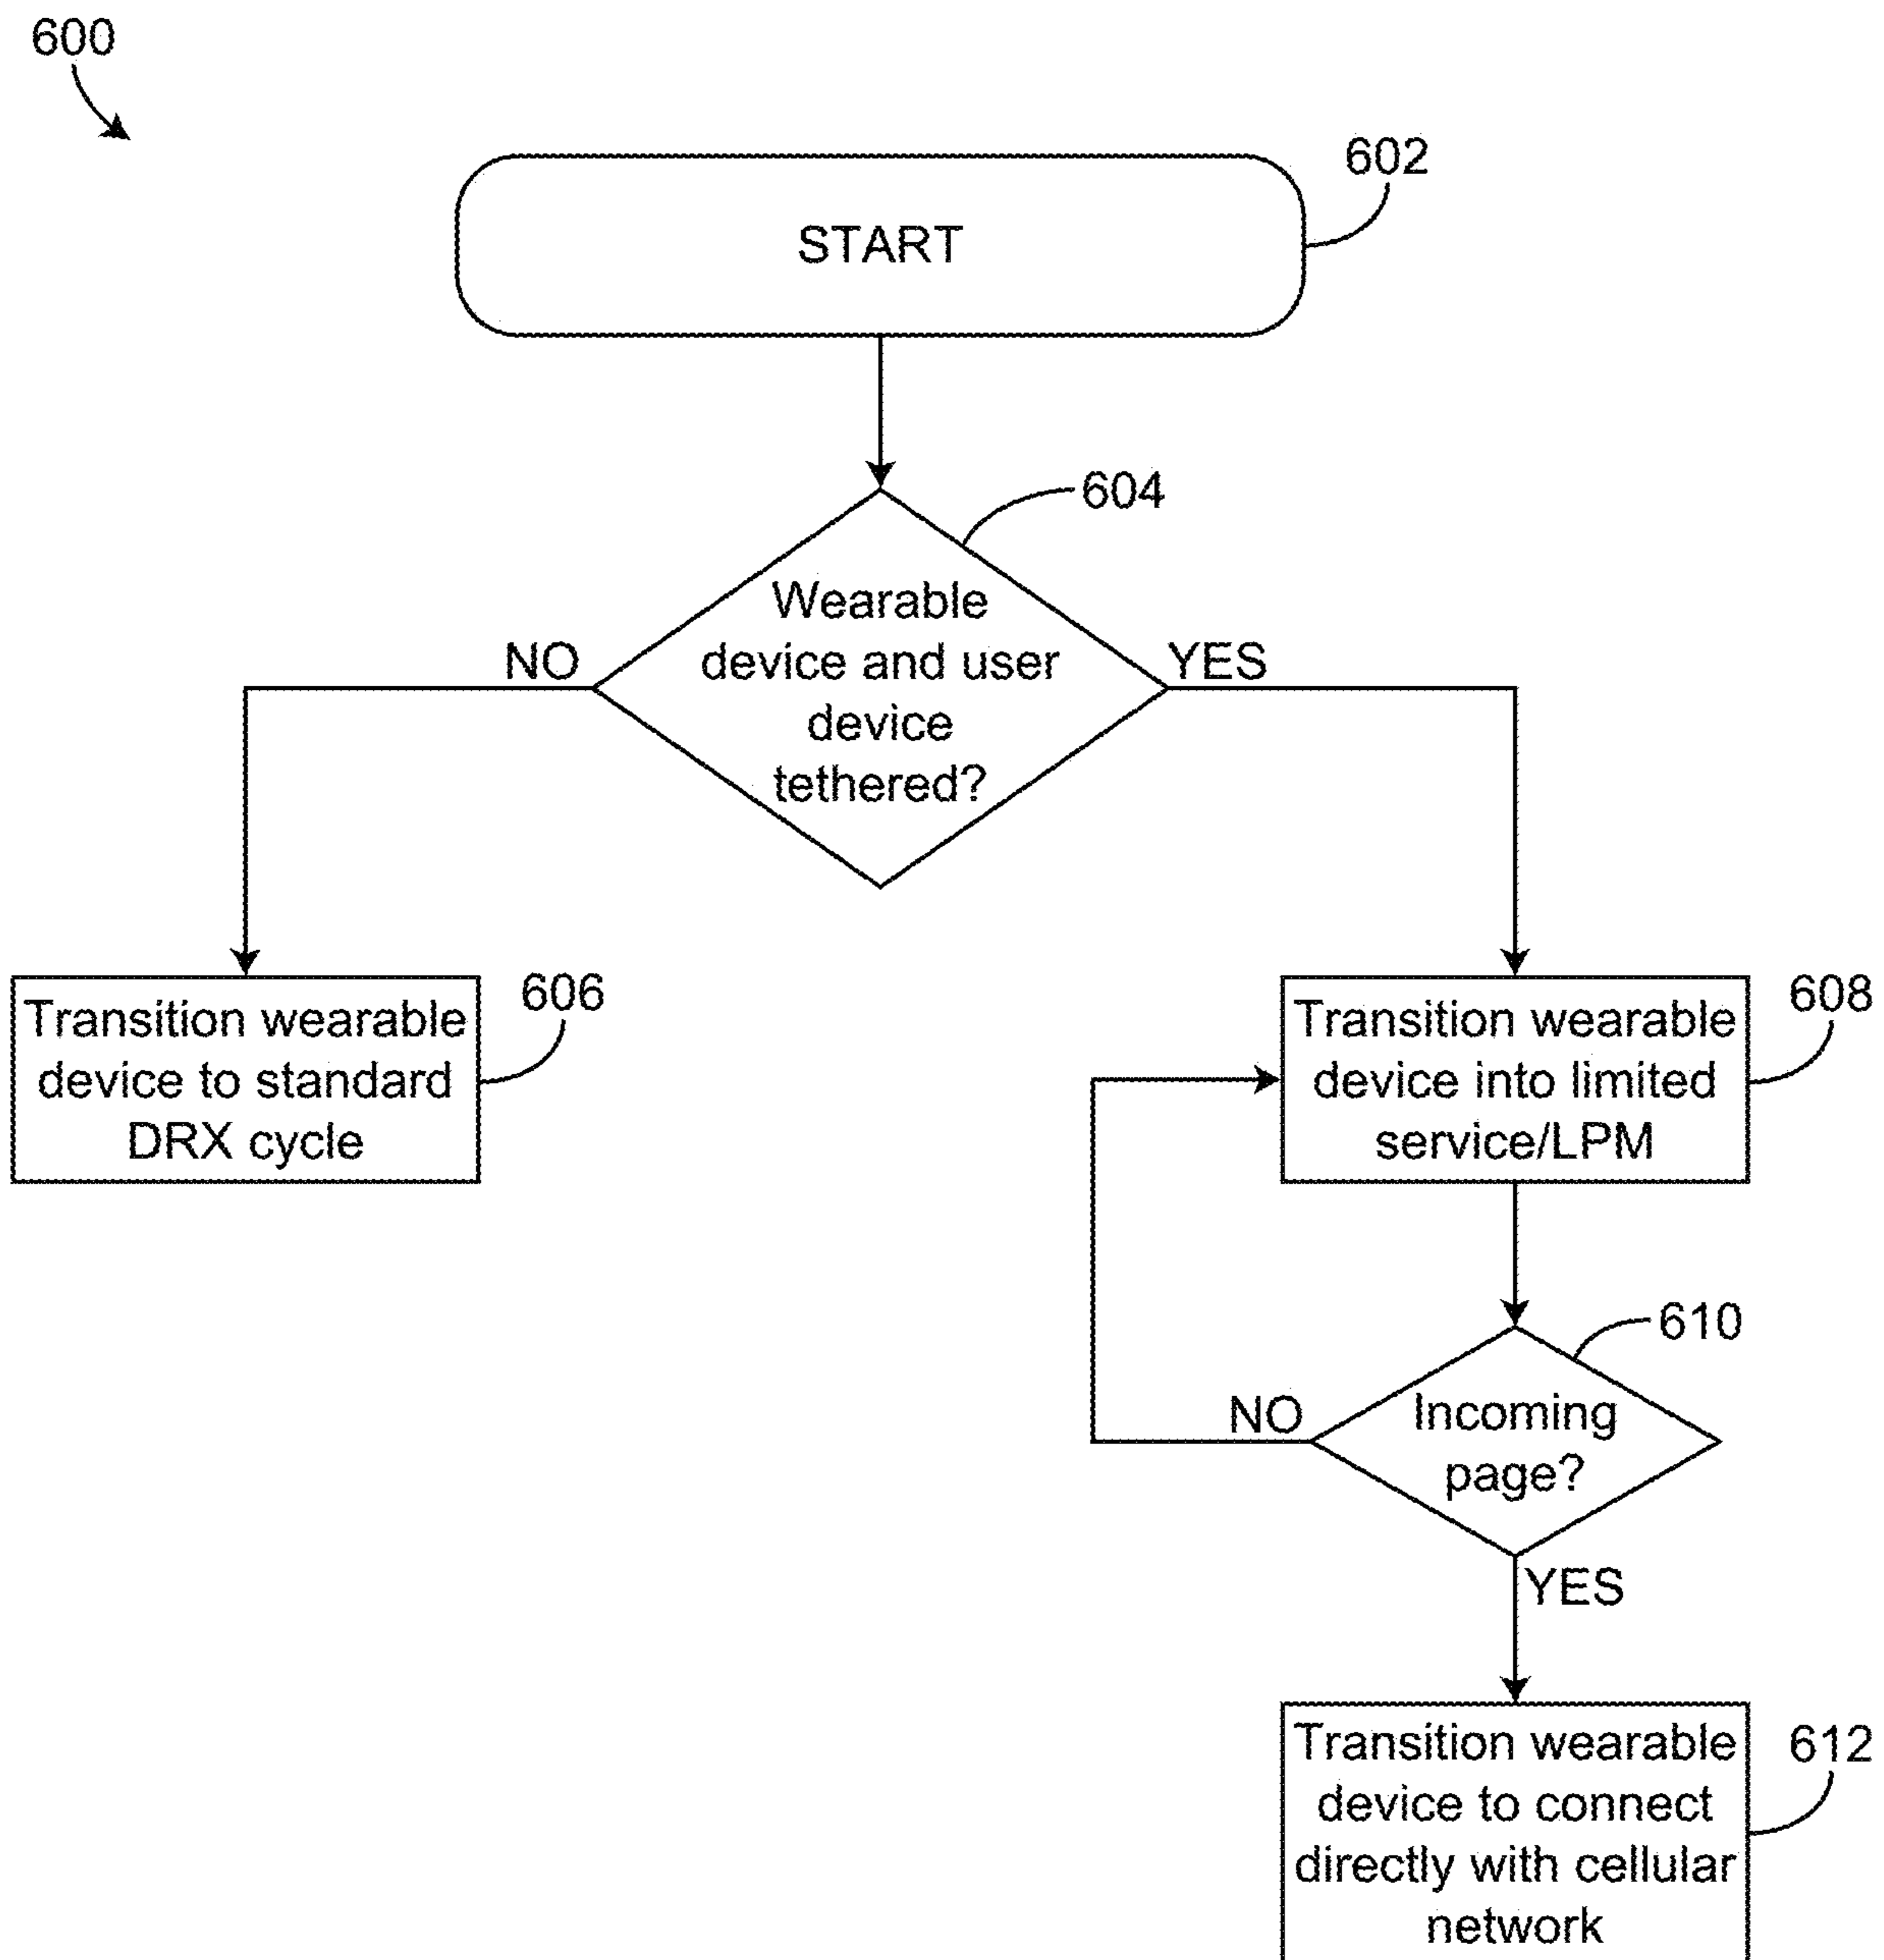 600
602
START
604
Wearable
device and user
device
tethered?
NO
YES
606
Transition wearable
device to standard
DRX cycle
608
Transition wearable
device into limited
service/LPM
610
Incoming
page?
NO
YES
612
Transition wearable
device to connect
directly with cellular
network